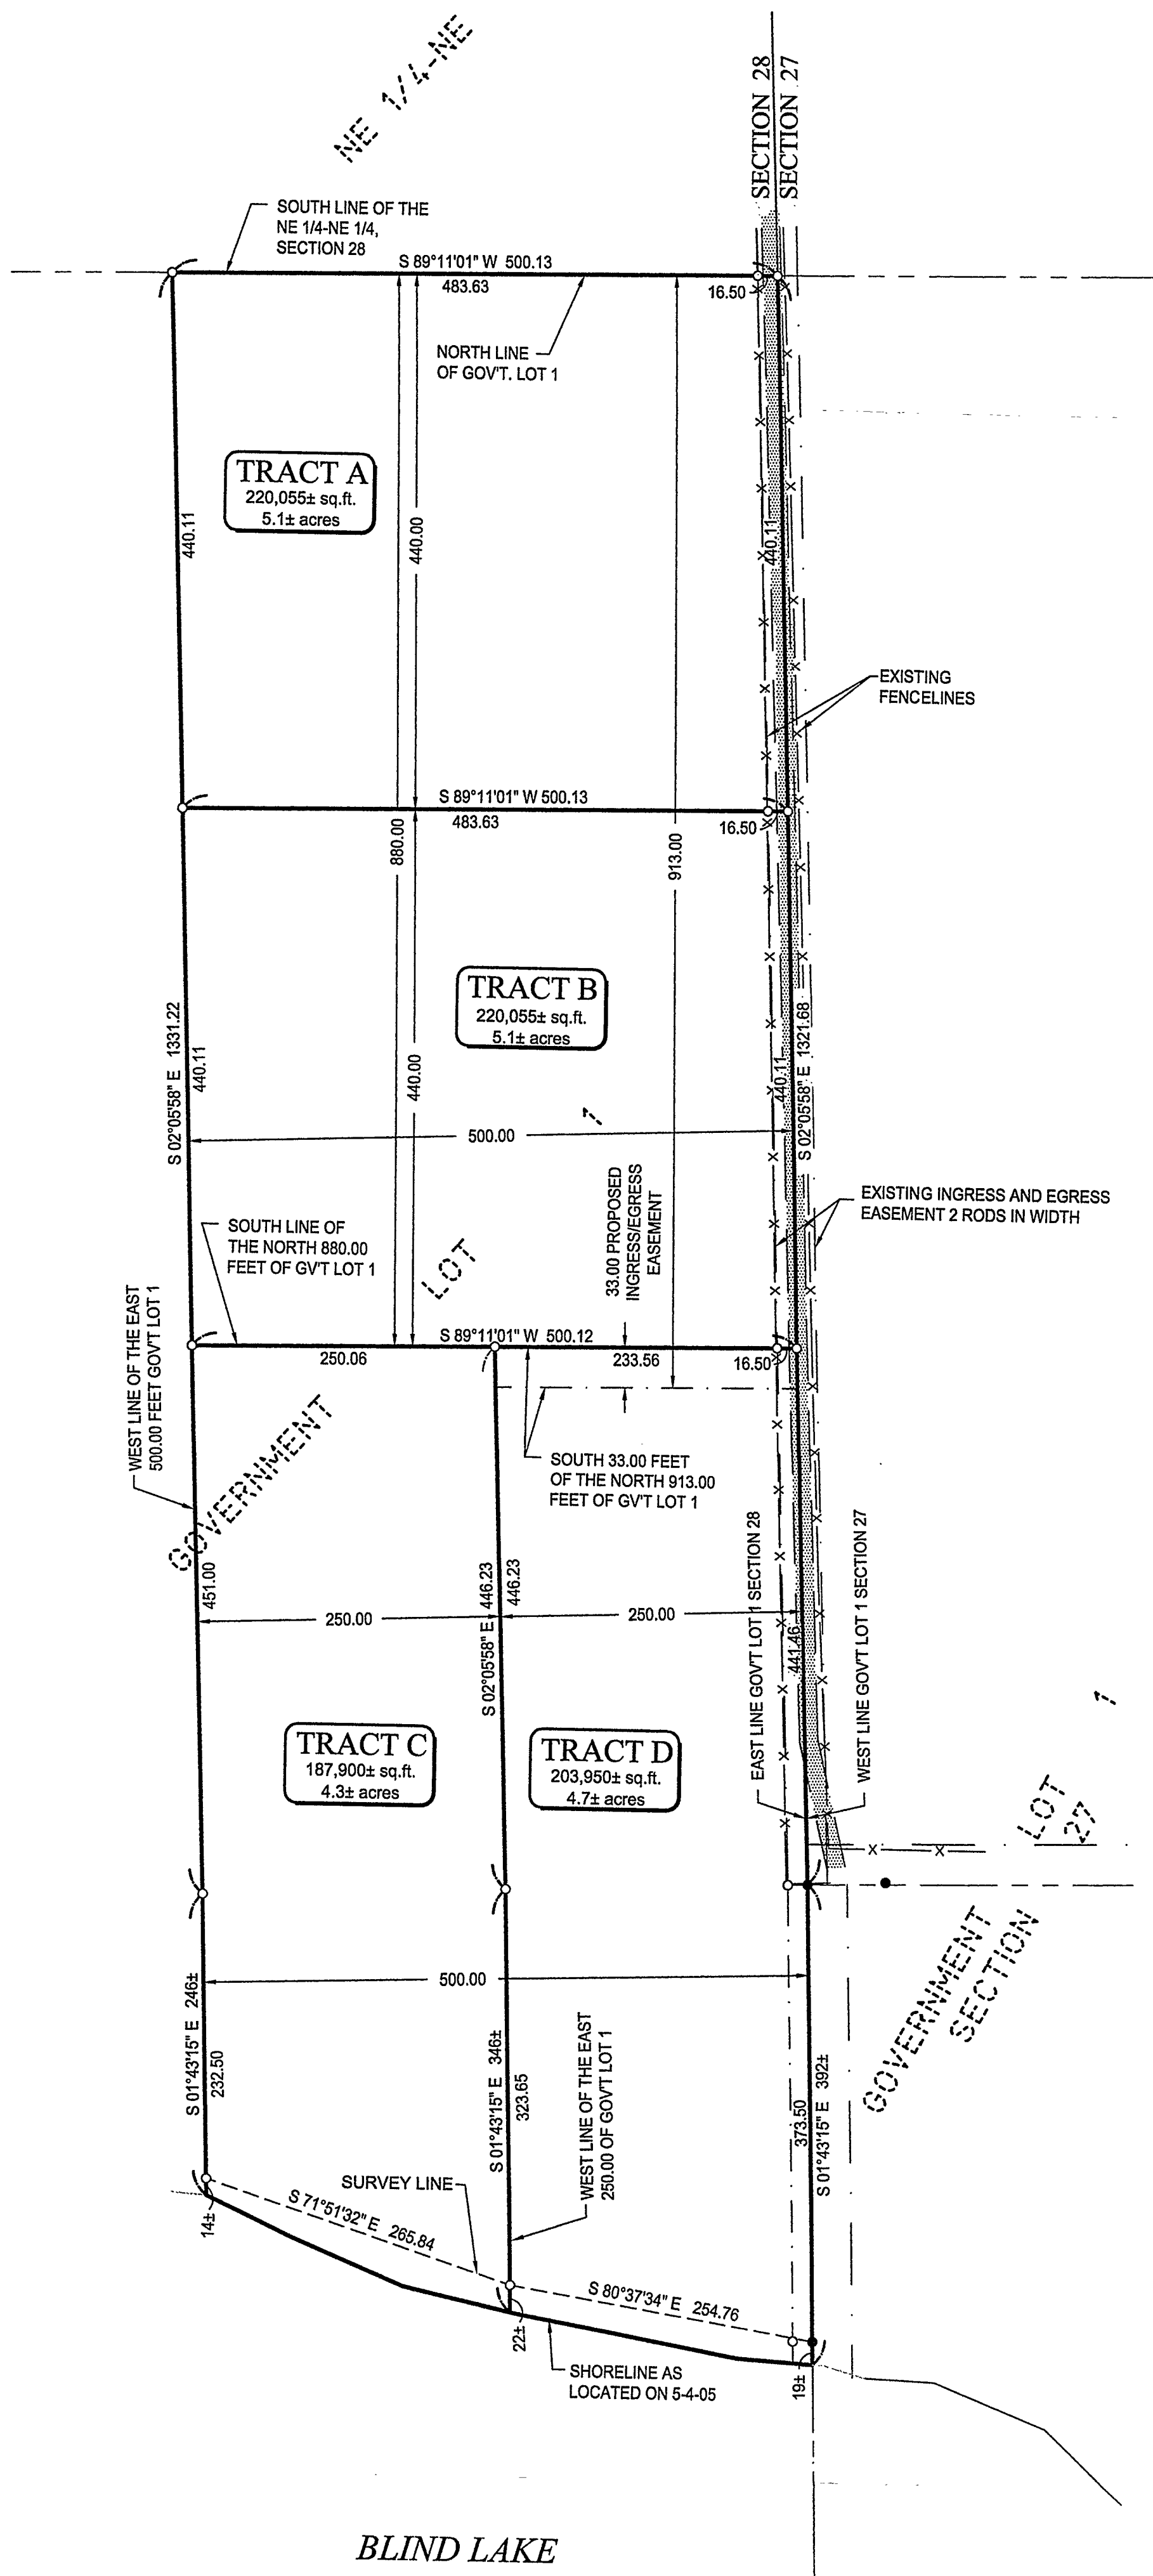 NE 1/4-NE
SECTION 28
SECTION 27
SOUTH LINE OF THE
NE 1/4-NE 1/4,
SECTION 28
S 89°11'01" W 500.13
483.63
16.50
NORTH LINE
OF GOV'T. LOT 1
TRACT A
220,055± sq.ft.
5.1± acres
440.11
440.00
440.11
EXISTING
FENCELINES
S 89°11'01" W 500.13
483.63
16.50
880.00
913.00
TRACT B
220,055± sq.ft.
5.1± acres
S 02°05'58" E 1331.22
440.11
440.00
440.11
S 02°05'58" E 1321.68
1
500.00
33.00 PROPOSED
INGRESS/EGRESS
EASEMENT
EXISTING INGRESS AND EGRESS
EASEMENT 2 RODS IN WIDTH
SOUTH LINE OF
THE NORTH 880.00
FEET OF GV'T LOT 1
LOT
WEST LINE OF THE EAST
500.00 FEET GOV'T LOT 1
S 89°11'01" W 500.12
250.06
233.56
16.50
GOVERNMENT
SOUTH 33.00 FEET
OF THE NORTH 913.00
FEET OF GV'T LOT 1
451.00
S 02°05'58" E 446.23
446.23
250.00
250.00
441.46
EAST LINE GOV'T LOT 1 SECTION 28
WEST LINE GOV'T LOT 1 SECTION 27
1
TRACT C
187,900± sq.ft.
4.3± acres
TRACT D
203,950± sq.ft.
4.7± acres
LOT
27
GOVERNMENT
SECTION
500.00
S 01°43'15" E 246±
232.50
S 01°43'15" E 346±
323.65
WEST LINE OF THE EAST
250.00 OF GOV'T LOT 1
373.50
S 01°43'15" E 392±
SURVEY LINE
S 71°51'32" E 265.84
14±
S 80°37'34" E 254.76
22±
19±
SHORELINE AS
LOCATED ON 5-4-05
BLIND LAKE